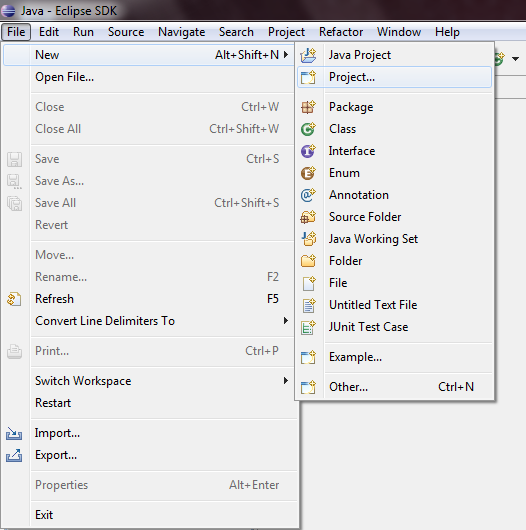 Java - Eclipse SDK
File Edit Run Source Navigate Search Project Refactor Window Help
New Alt+Shift+N
Open File...
Close Ctrl+W
Close All Ctrl+Shift+W
Save Ctrl+S
Save As...
Save All Ctrl+Shift+S
Revert
Move...
Rename... F2
Refresh F5
Convert Line Delimiters To
Print... Ctrl+P
Switch Workspace
Restart
Import...
Export...
Properties Alt+Enter
Exit
Java Project
Project...
Package
Class
Interface
Enum
Annotation
Source Folder
Java Working Set
Folder
File
Untitled Text File
JUnit Test Case
Example...
Other... Ctrl+N